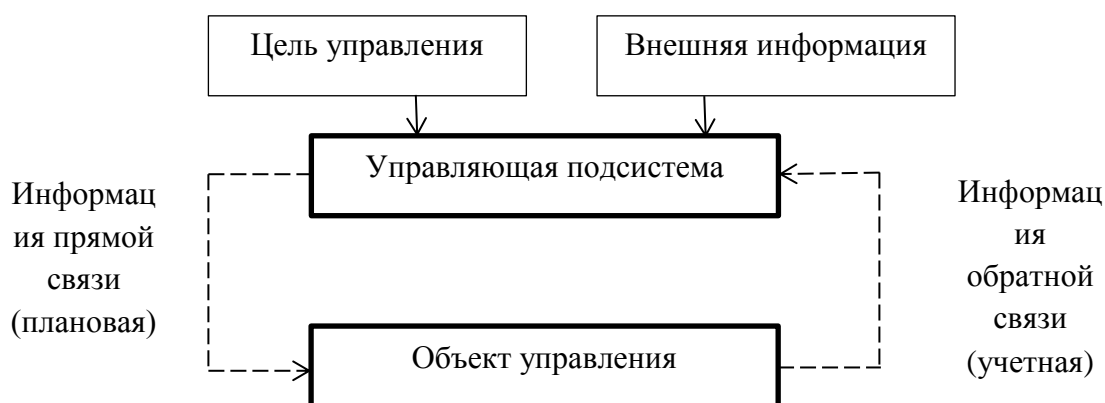 Цель управления
Внешняя информация
Управляющая подсистема
Информац
ия прямой
связи
(плановая)
Информац
ия
обратной
связи
(учетная)
Объект управления